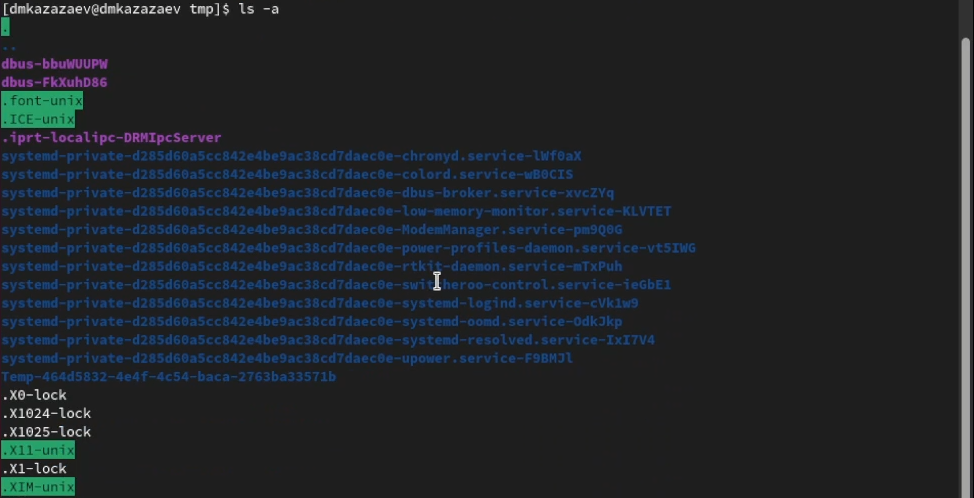 [dmkazazaev@dmkazazaev tmp]$ ls -a
.
..
dbus-bbuWUUPW
dbus-FkXuhD86
.font-unix
.ICE-unix
.iprt-localipc-DRMIpcServer
systemd-private-d285d60a5cc842e4be9ac38cd7daec0e-chronyd.service-lWf0aX
systemd-private-d285d60a5cc842e4be9ac38cd7daec0e-colord.service-wB0CIS
systemd-private-d285d60a5cc842e4be9ac38cd7daec0e-dbus-broker.service-xvcZYq
systemd-private-d285d60a5cc842e4be9ac38cd7daec0e-low-memory-monitor.service-KLVTET
systemd-private-d285d60a5cc842e4be9ac38cd7daec0e-ModemManager.service-pm9Q0G
systemd-private-d285d60a5cc842e4be9ac38cd7daec0e-power-profiles-daemon.service-vt5IWG
systemd-private-d285d60a5cc842e4be9ac38cd7daec0e-rtkit-daemon.service-mTxPuh
systemd-private-d285d60a5cc842e4be9ac38cd7daec0e-switcheroo-control.service-ieGbE1
systemd-private-d285d60a5cc842e4be9ac38cd7daec0e-systemd-logind.service-cVk1w9
systemd-private-d285d60a5cc842e4be9ac38cd7daec0e-systemd-oomd.service-OdkJkp
systemd-private-d285d60a5cc842e4be9ac38cd7daec0e-systemd-resolved.service-IxI7V4
systemd-private-d285d60a5cc842e4be9ac38cd7daec0e-upower.service-F9BMJl
Temp-464d5832-4e4f-4c54-baca-2763ba33571b
.X0-lock
.X1024-lock
.X1025-lock
.X11-unix
.X1-lock
.XIM-unix